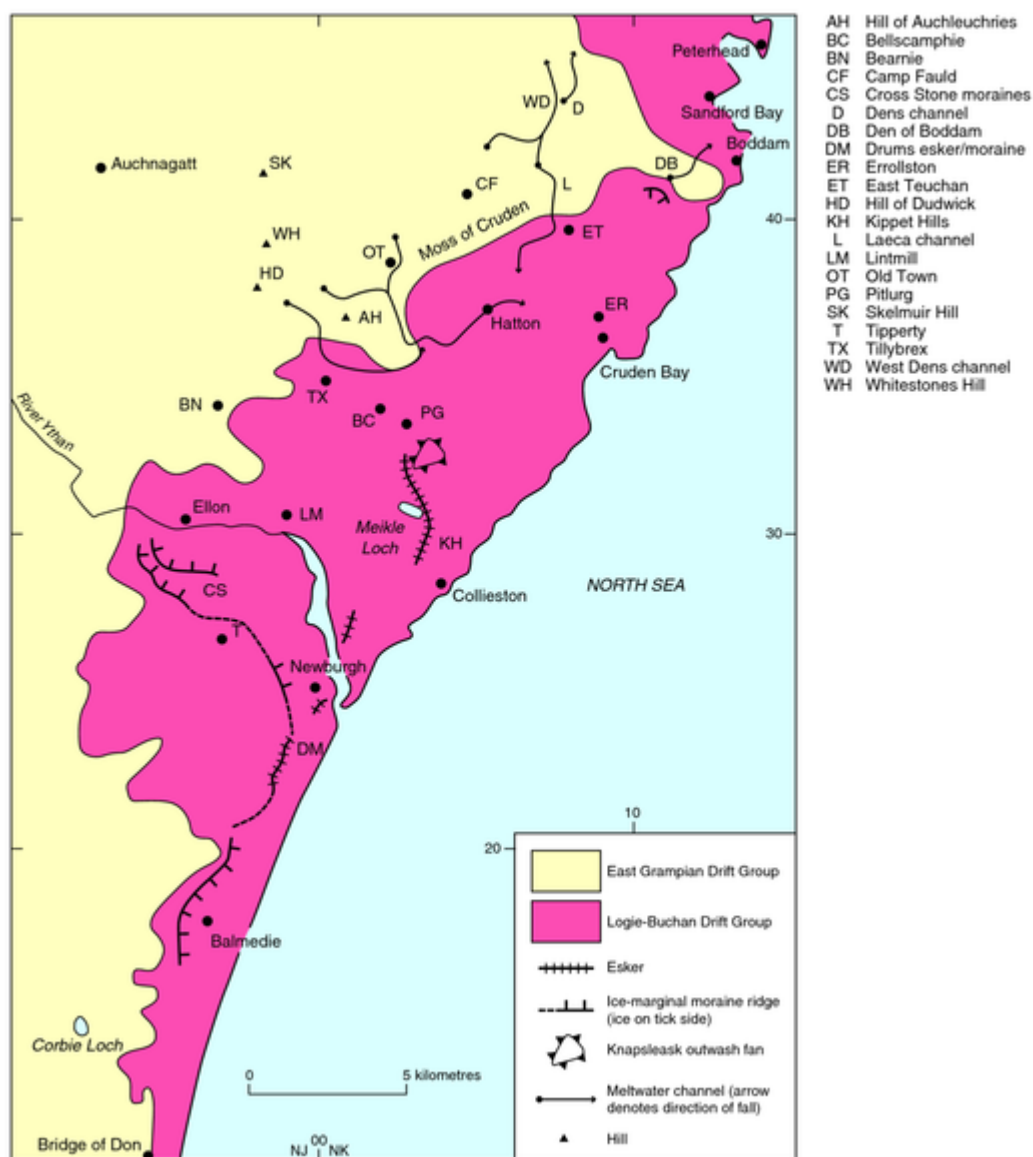 Peterhead
Sandford Bay
Boddam
WD
D
DB
Auchnagatt
SK
CF
L
WH
Moss of Cruden
40
OT
ET
HD
AH
Hatton
ER
Cruden Bay
TX
BN
BC
PG
River Ythan
Ellon
LM
Meikle
Loch
KH
30
NORTH SEA
CS
Collieston
T
Newburgh
DM
10
20
Balmedie
Corbie Loch
0
5 kilometres
Bridge of Don
00
NJ
NK
East Grampian Drift Group
Logie-Buchan Drift Group
Esker
Ice-marginal moraine ridge
(ice on tick side)
Knapsleask outwash fan
Meltwater channel (arrow
denotes direction of fall)
Hill
AH Hill of Auchleuchries
BC Bellscamphie
BN Bearnie
CF Camp Fauld
CS Cross Stone moraines
D Dens channel
DB Den of Boddam
DM Drums esker/moraine
ER Errollston
ET East Teuchan
HD Hill of Dudwick
KH Kippet Hills
L Laeca channel
LM Lintmill
OT Old Town
PG Pitlurg
SK Skelmuir Hill
T Tipperty
TX Tillybrex
WD West Dens channel
WH Whitestones Hill